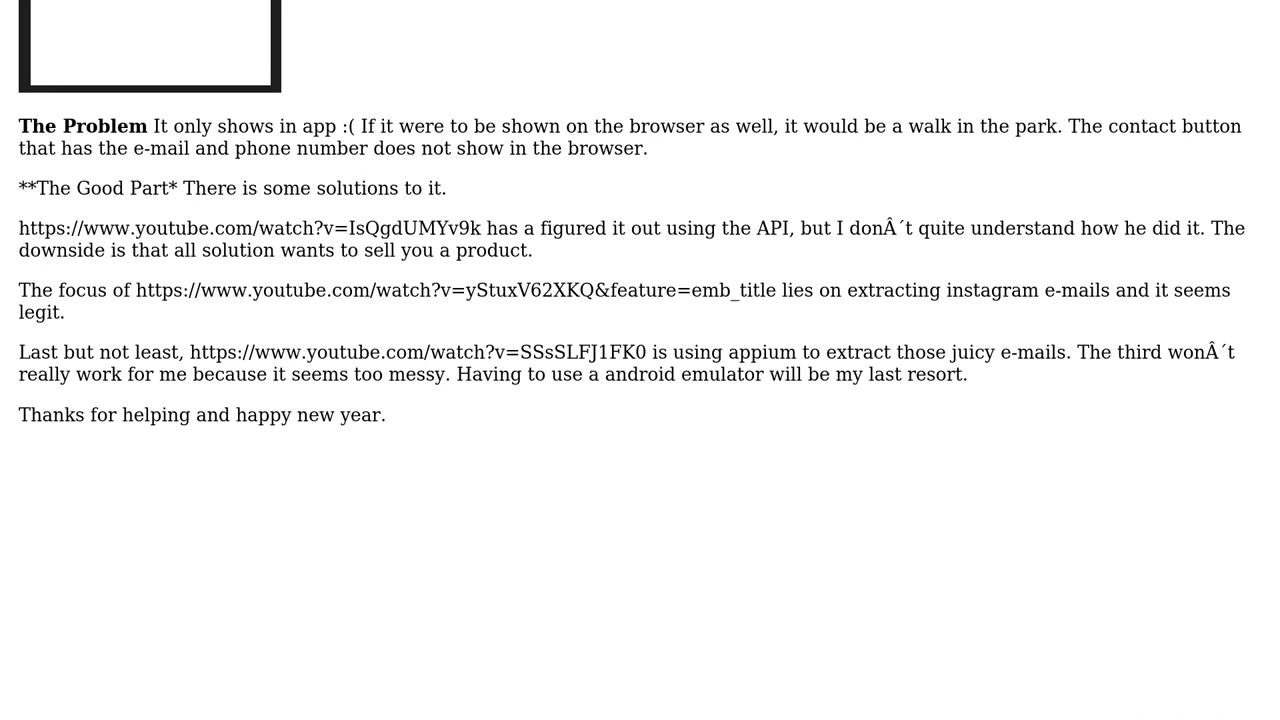 The Problem It only shows in app :( If it were to be shown on the browser as well, it would be a walk in the park. The contact button
that has the e-mail and phone number does not show in the browser.
**The Good Part* There is some solutions to it.
https://www.youtube.com/watch?v=IsQgdUMYv9k has a figured it out using the API, but I donÂ´t quite understand how he did it. The
downside is that all solution wants to sell you a product.
The focus of https://www.youtube.com/watch?v=yStuxV62XKQ&feature=emb_title lies on extracting instagram e-mails and it seems
legit.
Last but not least, https://www.youtube.com/watch?v=SSsSLFJ1FK0 is using appium to extract those juicy e-mails. The third wonÂ´t
really work for me because it seems too messy. Having to use a android emulator will be my last resort.
Thanks for helping and happy new year.